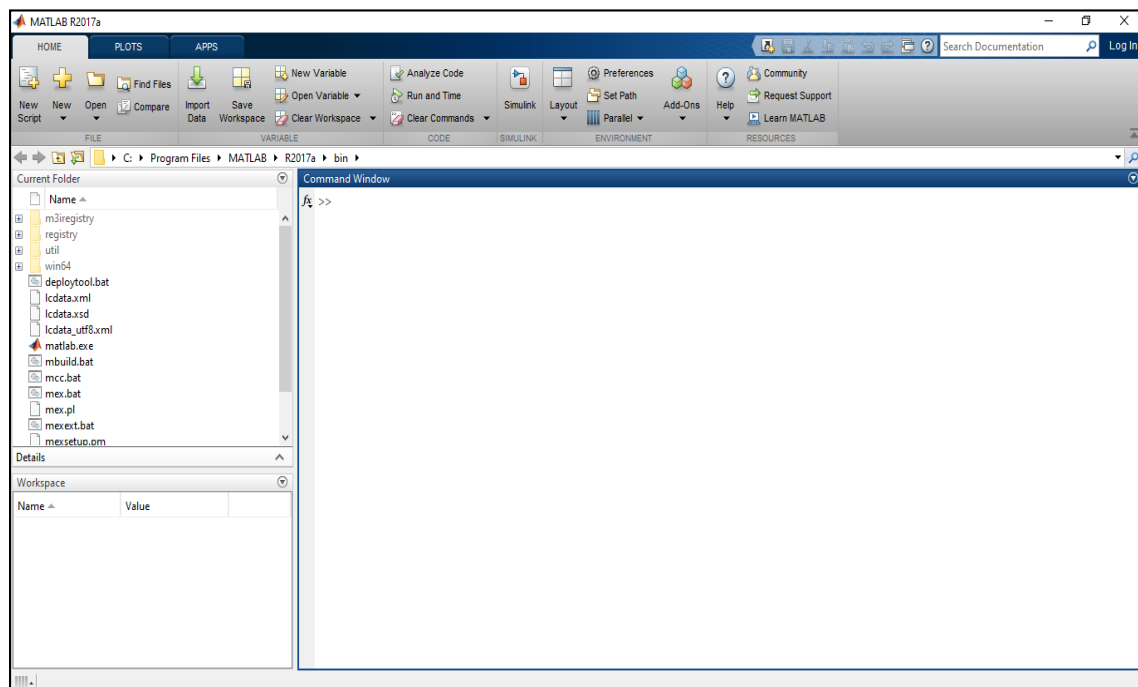 MATLAB R2017a
HOME PLOTS APPS
Search Documentation
Log In
New Script
New
Open
Find Files
Compare
Import Data
Save Workspace
New Variable
Open Variable
Clear Workspace
Analyze Code
Run and Time
Clear Commands
Simulink
Layout
Preferences
Set Path
Parallel
Add-Ons
Help
Community
Request Support
Learn MATLAB
FILE VARIABLE CODE SIMULINK ENVIRONMENT RESOURCES
C: Program Files MATLAB R2017a bin
Current Folder
Name
m3iregistry
registry
util
win64
deploytool.bat
lcdata.xml
lcdata.xsd
lcdata_utf8.xml
matlab.exe
mbuild.bat
mcc.bat
mex.bat
mex.pl
mexext.bat
mexsetup.pm
Details
Workspace
Name Value
Command Window
fx >>